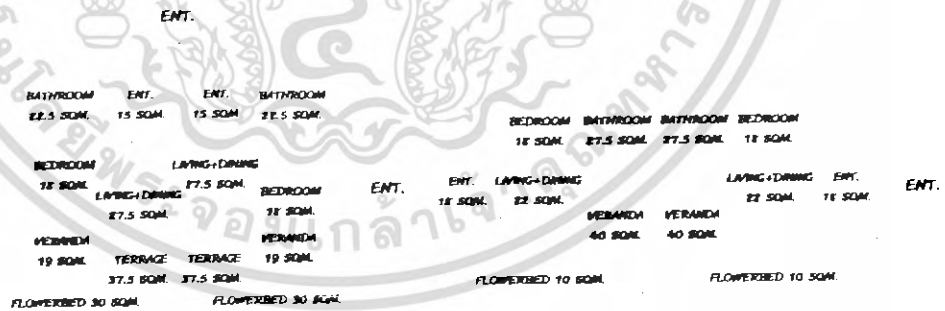 ENT.
BATHROOM ENT. ENT. BATHROOM
22.5 SQM. 15 SQM. 15 SQM 22.5 SQM.
BEDROOM BATHROOM BATHROOM BEDROOM
18 SQM. 27.5 SQM. 27.5 SQM. 18 SQM.
BEDROOM LIVING+DINING
18 SQM. 27.5 SQM.
LIVING+DINING BEDROOM ENT.
27.5 SQM. 18 SQM.
ENT. LIVING+DINING LIVING+DINING ENT. ENT.
18 SQM. 22 SQM. 22 SQM. 18 SQM.
VERANDA VERANDA
40 SQM. 40 SQM.
VERANDA VERANDA
19 SQM. TERRACE TERRACE 19 SQM.
37.5 SQM. 37.5 SQM.
FLOWERBED 10 SQM. FLOWERBED 10 SQM.
FLOWERBED 30 SQM. FLOWERBED 30 SQM.